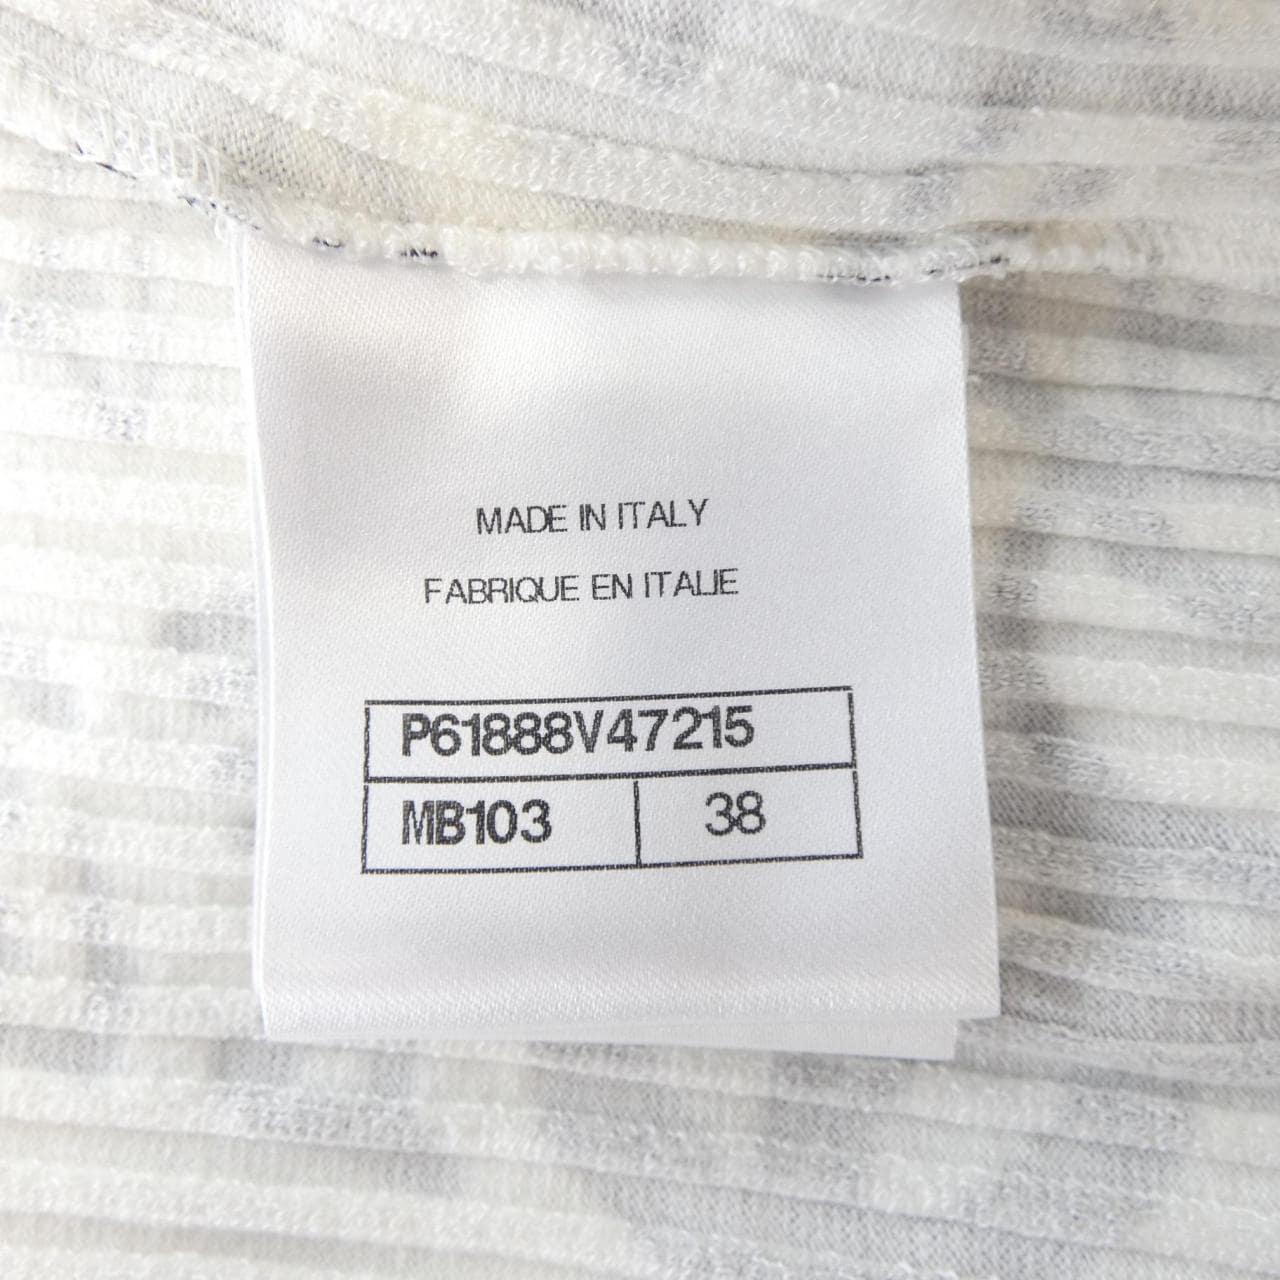 MADE IN ITALY
FABRIQUE EN ITALIE
P61888V47215
MB103 38